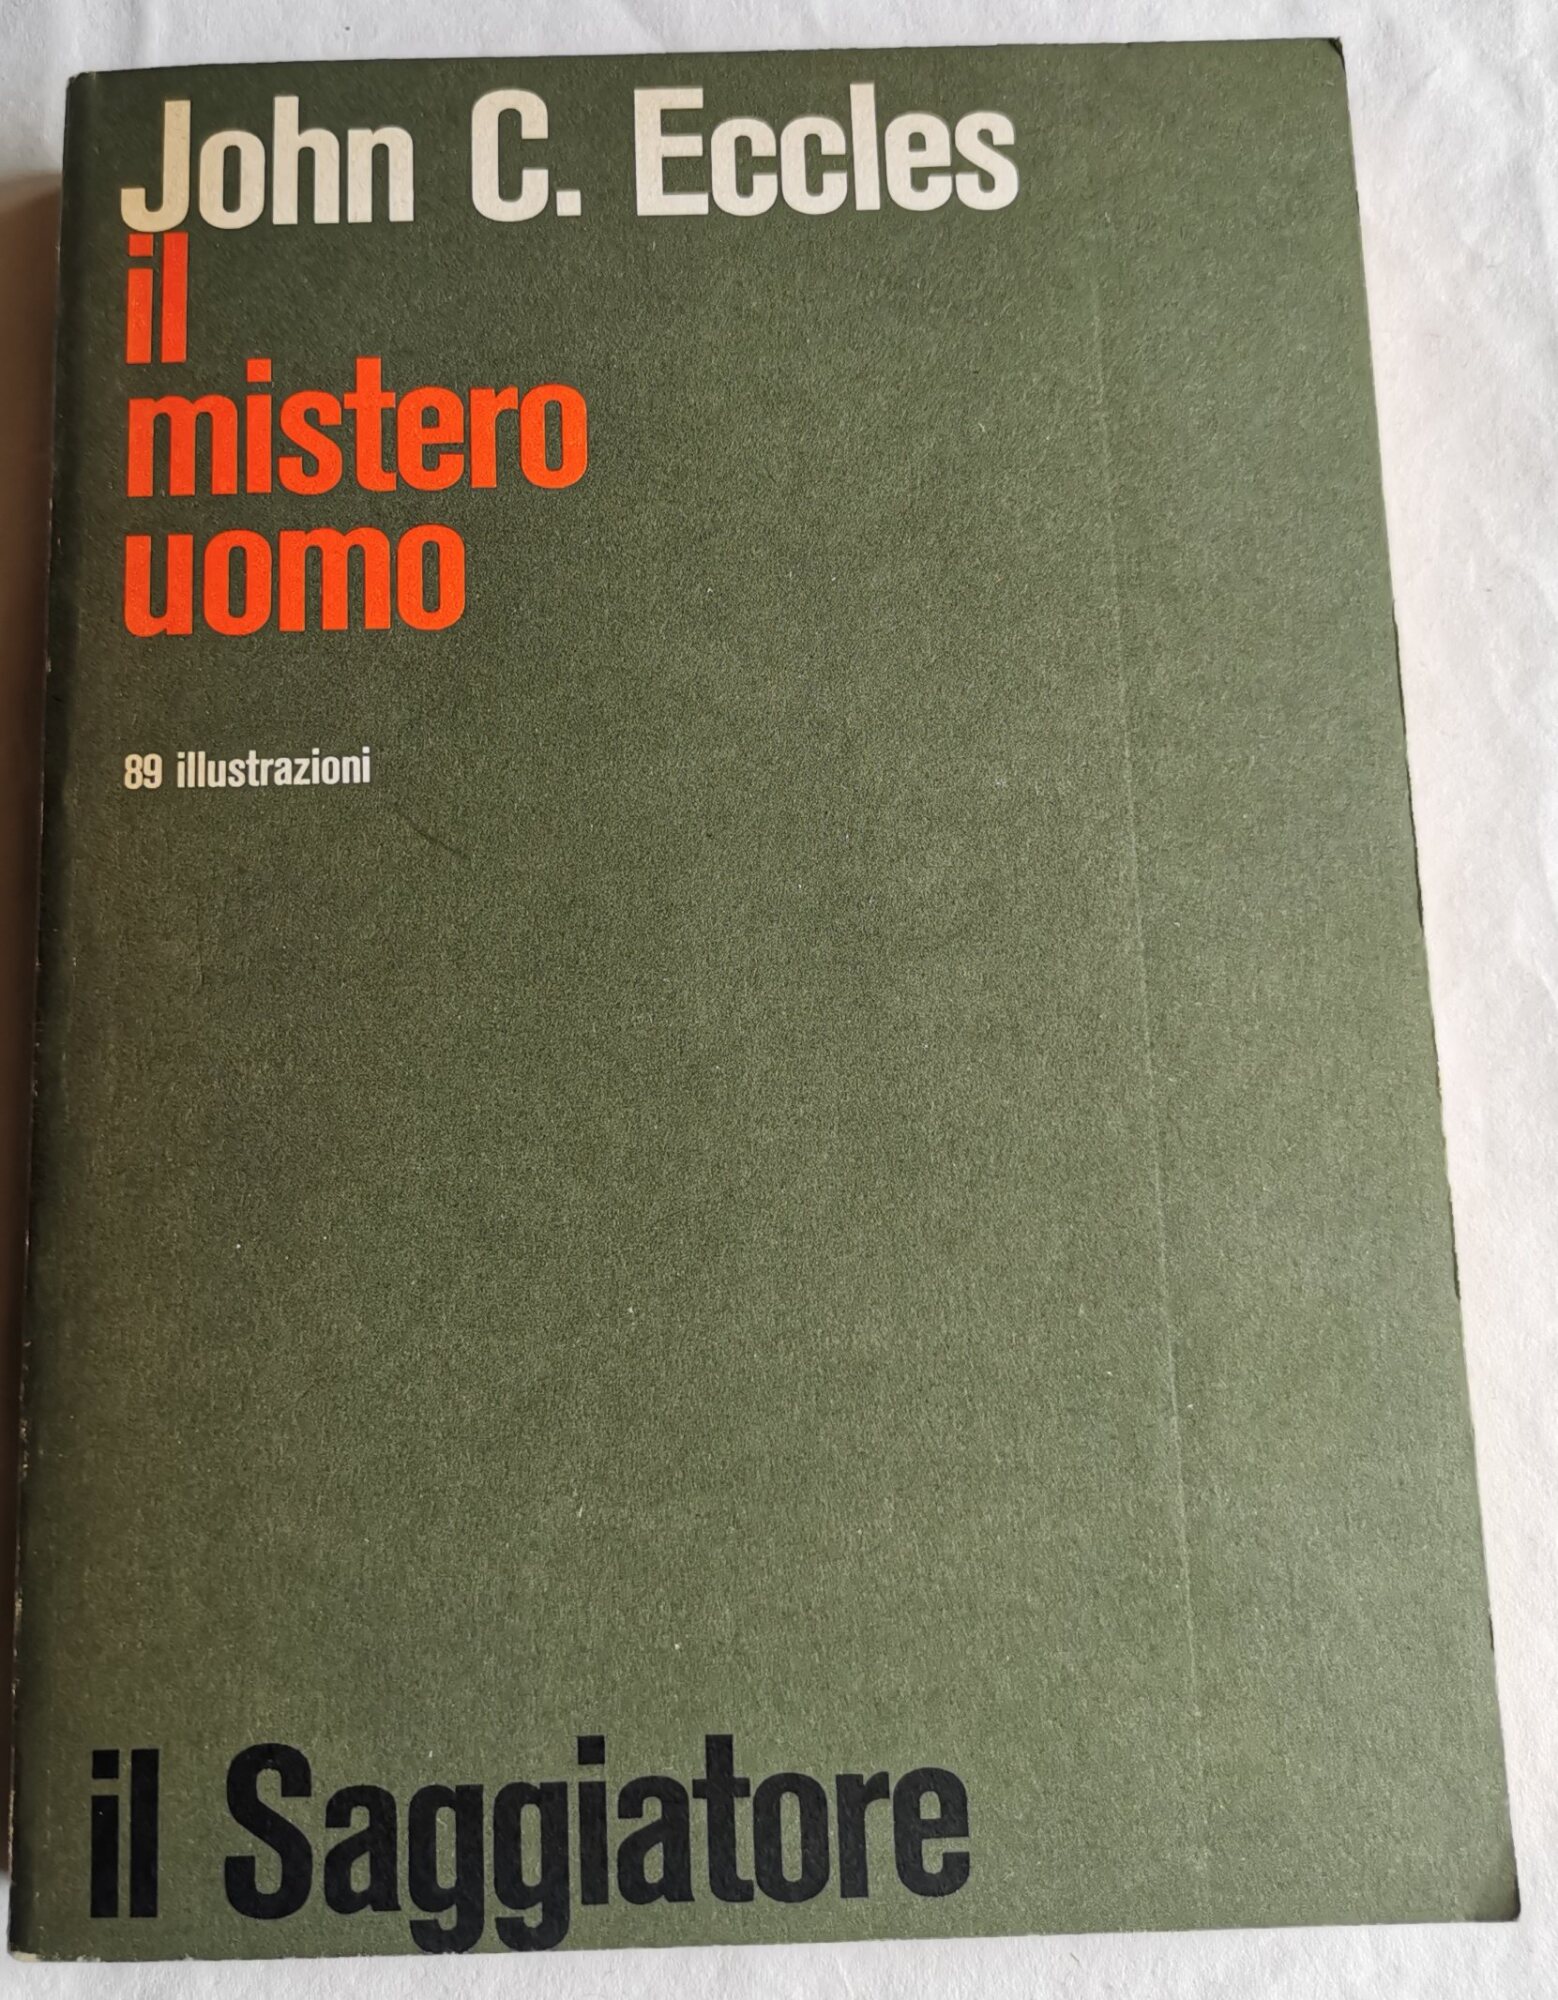 John C. Eccles
il
mistero
uomo
89 illustrazioni
il Saggiatore